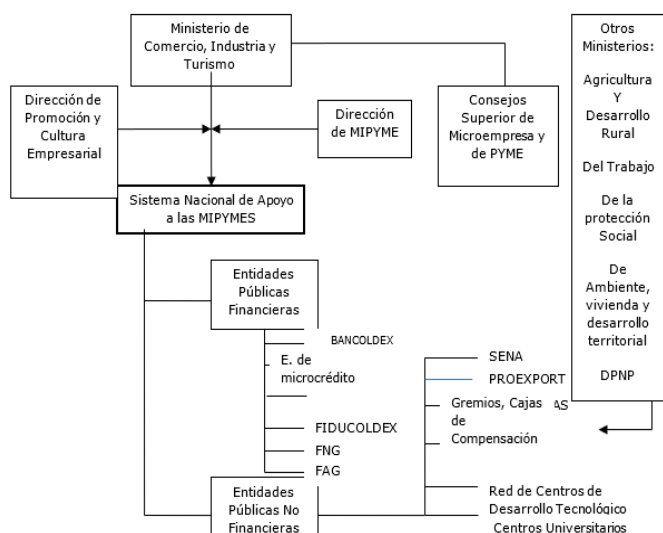 Ministerio de
Comercio, Industria y
Turismo
Otros
Ministerios:
Agricultura
Y
Desarrollo
Rural
Del Trabajo
De la
protección
Social
De
Ambiente,
vivienda y
desarrollo
territorial
DPNP
Dirección de
Promoción y
Cultura
Empresarial
Dirección
de MIPYME
Consejos
Superior de
Microempresa y
de PYME
Sistema Nacional de Apoyo
a las MIPYMES
Entidades
Públicas
Financieras
BANCOLDEX
E. de
microcrédito
FIDUCOLDEX
FNG
FAG
Entidades
Públicas No
Financieras
SENA
PROEXPORT
Gremios, Cajas
de
Compensación
Red de Centros de
Desarrollo Tecnológico
Centros Universitarios